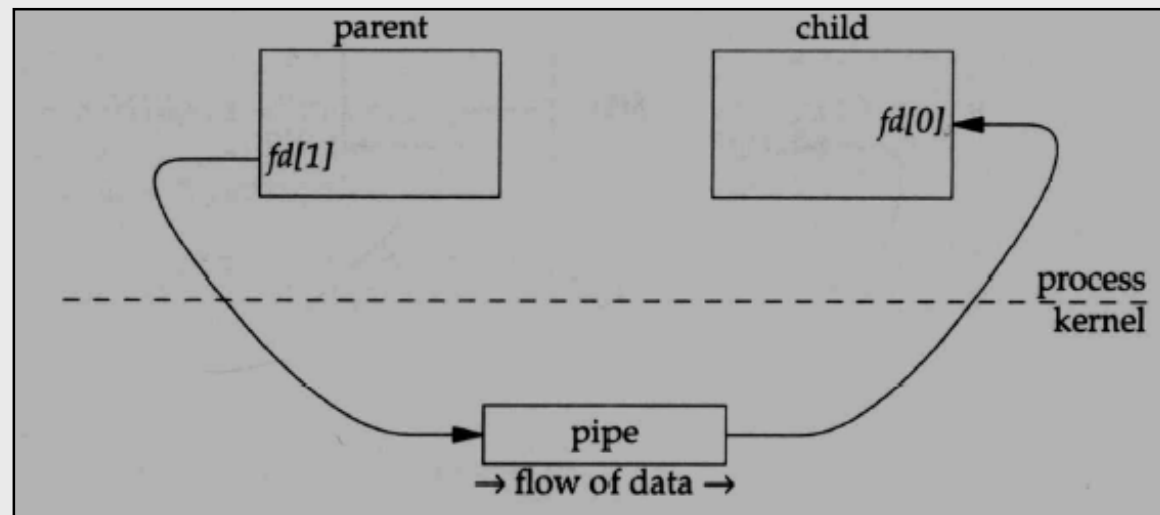 parent
child
fd[0]
fd[1]
process
kernel
pipe
→ flow of data →